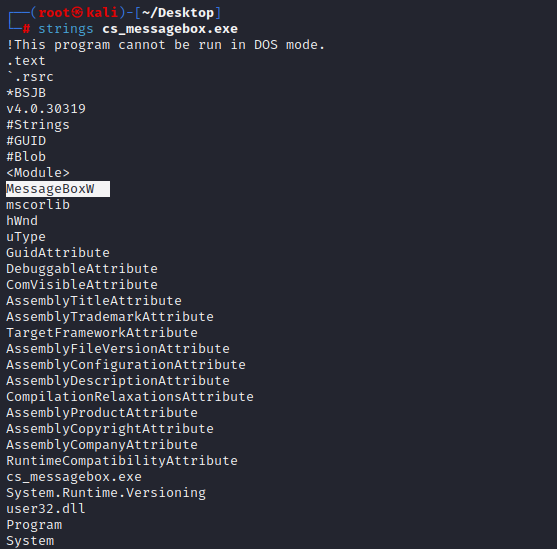 ┌──(root㉿kali)-[~/Desktop]
└─# strings cs_messagebox.exe
!This program cannot be run in DOS mode.
.text
`.rsrc
*BSJB
v4.0.30319
#Strings
#GUID
#Blob
<Module>
MessageBoxW
mscorlib
hWnd
uType
GuidAttribute
DebuggableAttribute
ComVisibleAttribute
AssemblyTitleAttribute
AssemblyTrademarkAttribute
TargetFrameworkAttribute
AssemblyFileVersionAttribute
AssemblyConfigurationAttribute
AssemblyDescriptionAttribute
CompilationRelaxationsAttribute
AssemblyProductAttribute
AssemblyCopyrightAttribute
AssemblyCompanyAttribute
RuntimeCompatibilityAttribute
cs_messagebox.exe
System.Runtime.Versioning
user32.dll
Program
System